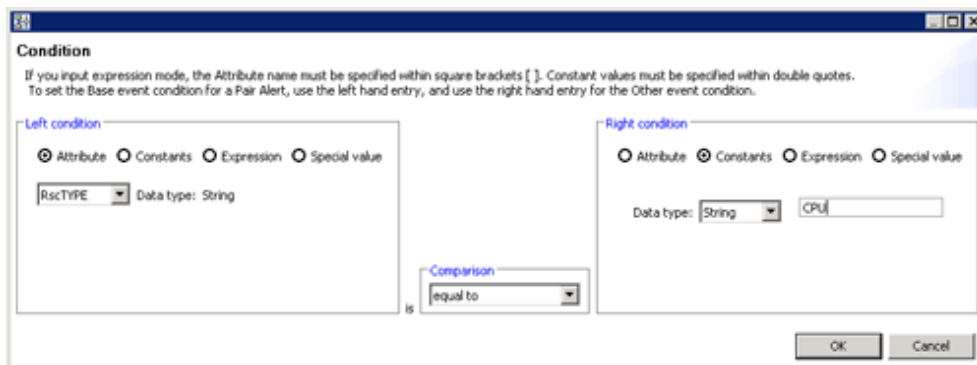 Condition
If you input expression mode, the Attribute name must be specified within square brackets [ ]. Constant values must be specified within double quotes.
To set the Base event condition for a Pair Alert, use the left hand entry, and use the right hand entry for the Other event condition.
Left condition
Attribute Constants Expression Special value
RscTYPE Data type: String
is
Comparison
equal to
Right condition
Attribute Constants Expression Special value
Data type: String CPU
OK Cancel